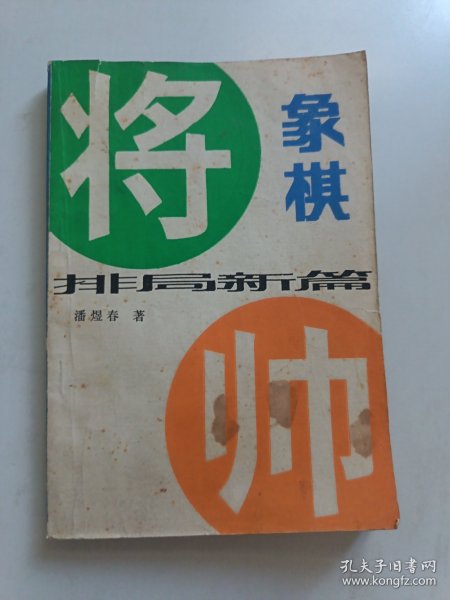 将
象棋
排局新篇
潘煜春 著
帅
孔夫子旧书网
www.kongfz.com